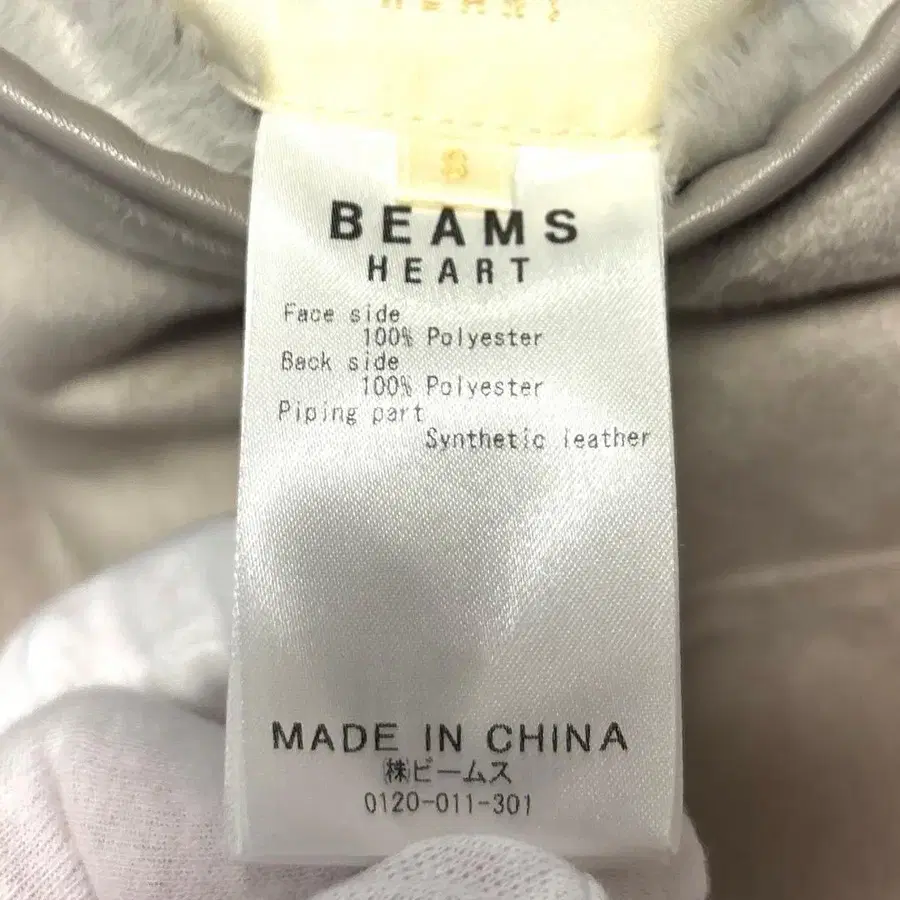 HEART
S
BEAMS
HEART
Face side
100% Polyester
Back side
100% Polyester
Piping part
Synthetic leather
MADE IN CHINA
㈱ビームス
0120-011-301